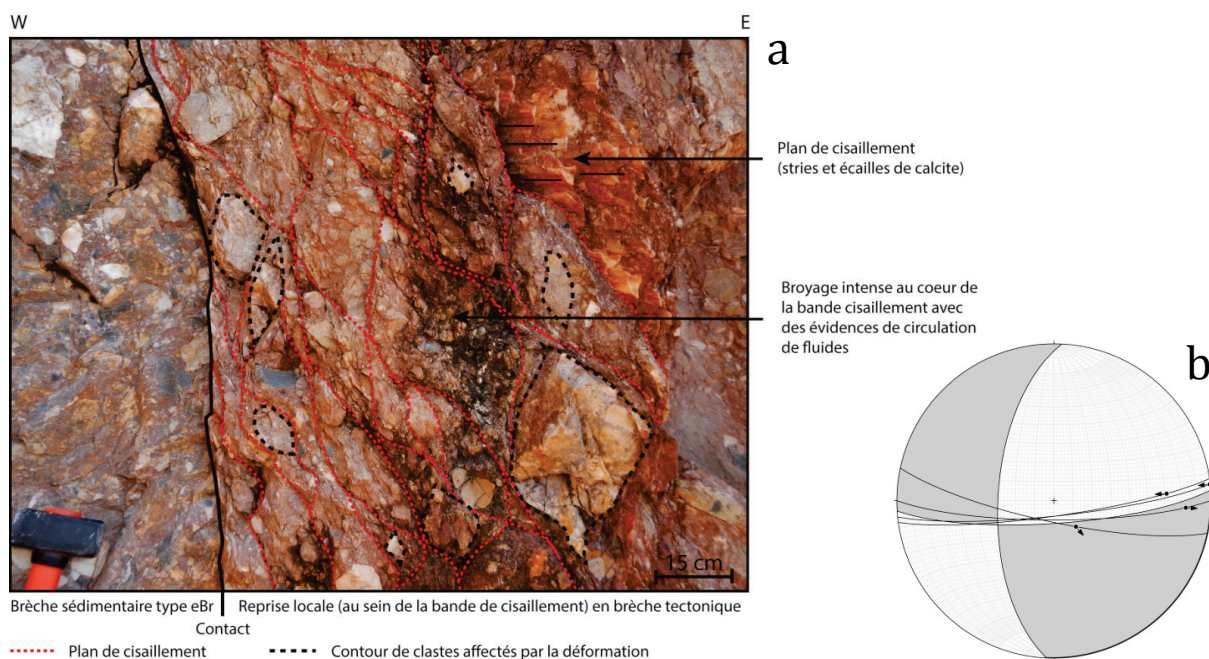 W
E
a
Plan de cisaillement
(stries et écailles de calcite)
Broyage intense au coeur de
la bande cisaillement avec
des évidences de circulation
de fluides
b
15 cm
Brèche sédimentaire type eBr
Reprise locale (au sein de la bande de cisaillement) en brèche tectonique
Contact
Plan de cisaillement
Contour de clastes affectés par la déformation